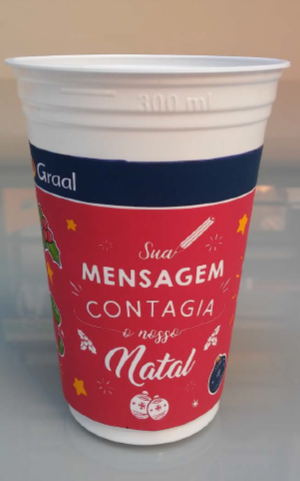 300 ml
Graal
Sua
MENSAGEM
CONTAGIA
o nosso
Natal